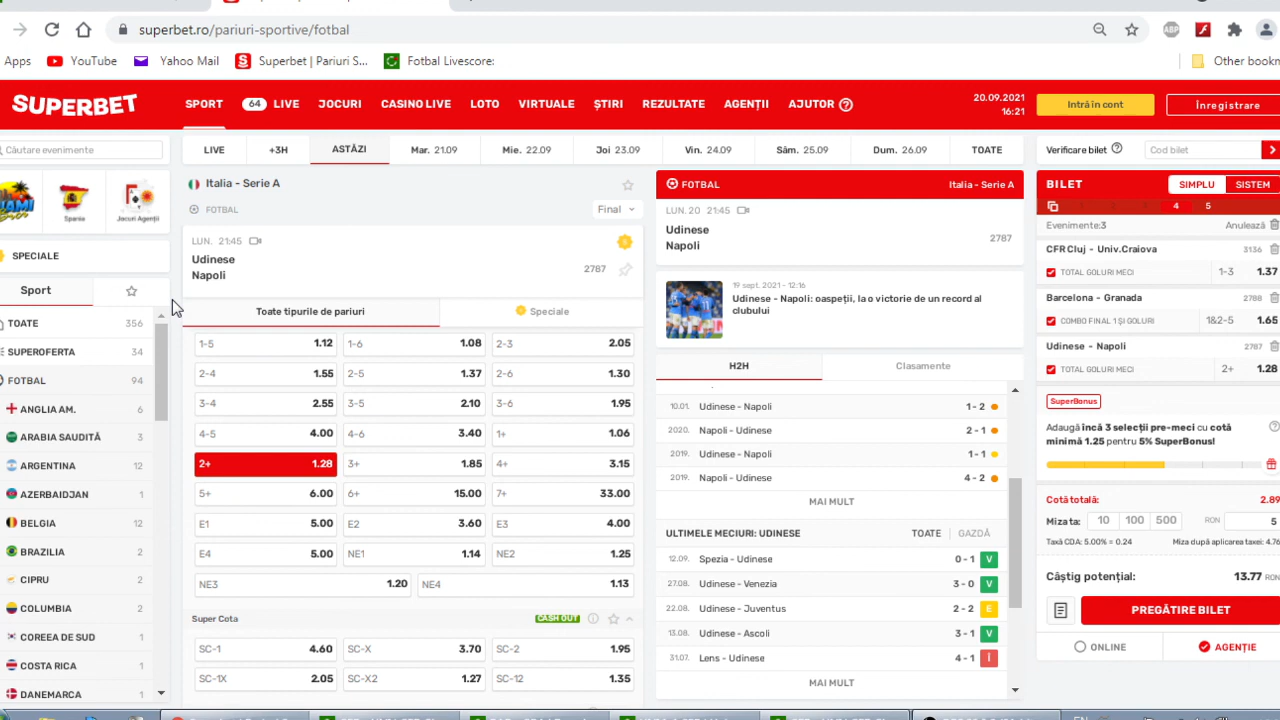 superbet.ro/pariuri-sportive/fotbal
Apps YouTube Yahoo Mail Superbet | Pariuri S... Fotbal Livescore: Other bookm
SUPERBET SPORT 64 LIVE JOCURI CASINO LIVE LOTO VIRTUALE ȘTIRI REZULTATE AGENȚII AJUTOR 20.09.2021 16:21 Intră în cont Înregistrare
Căutare evenimente LIVE +3H ASTĂZI Mar. 21.09 Mie. 22.09 Joi 23.09 Vin. 24.09 Sâm. 25.09 Dum. 26.09 TOATE Verificare bilet Cod bilet
Spania Jocuri Agenții
SPECIALE
Sport
TOATE 356
SUPEROFERTA 34
FOTBAL 94
ANGLIA AM. 6
ARABIA SAUDITĂ 3
ARGENTINA 12
AZERBAIDJAN 1
BELGIA 12
BRAZILIA 2
CIPRU 2
COLUMBIA 2
COREEA DE SUD 1
COSTA RICA 1
DANEMARCA 1
Italia - Serie A
FOTBAL Final
LUN. 21:45
Udinese
Napoli 2787
Toate tipurile de pariuri Speciale
1-5 1.12 1-6 1.08 2-3 2.05
2-4 1.55 2-5 1.37 2-6 1.30
3-4 2.55 3-5 2.10 3-6 1.95
4-5 4.00 4-6 3.40 1+ 1.06
2+ 1.28 3+ 1.85 4+ 3.15
5+ 6.00 6+ 15.00 7+ 33.00
E1 5.00 E2 3.60 E3 4.00
E4 5.00 NE1 1.14 NE2 1.25
NE3 1.20 NE4 1.13
Super Cota CASH OUT
SC-1 4.60 SC-X 3.70 SC-2 1.95
SC-1X 2.05 SC-X2 1.27 SC-12 1.35
FOTBAL Italia - Serie A
LUN. 20 21:45
Udinese
Napoli 2787
19 sept. 2021 - 12:16
Udinese - Napoli: oaspeții, la o victorie de un record al
clubului
H2H Clasamente
10.01. Udinese - Napoli 1 - 2
2020. Napoli - Udinese 2 - 1
2019. Udinese - Napoli 1 - 1
2019. Napoli - Udinese 4 - 2
MAI MULT
ULTIMELE MECIURI: UDINESE TOATE GAZDĂ
12.09. Spezia - Udinese 0 - 1 V
27.08. Udinese - Venezia 3 - 0 V
22.08. Udinese - Juventus 2 - 2 E
13.08. Udinese - Ascoli 3 - 1 V
31.07. Lens - Udinese 4 - 1 Î
MAI MULT
BILET SIMPLU SISTEM
4 5
Evenimente:3 Anulează
CFR Cluj - Univ.Craiova 3136
TOTAL GOLURI MECI 1-3 1.37
Barcelona - Granada 2788
COMBO FINAL 1 ȘI GOLURI 1&2-5 1.65
Udinese - Napoli 2787
TOTAL GOLURI MECI 2+ 1.28
SuperBonus
Adaugă încă 3 selecții pre-meci cu cotă
minimă 1.25 pentru 5% SuperBonus!
Cotă totală: 2.89
Miza ta: 10 100 500 RON 5
Taxă CDA: 5.00% = 0.24 Miza după aplicarea taxei: 4.76
Câștig potențial: 13.77 RON
PREGĂTIRE BILET
ONLINE AGENȚIE